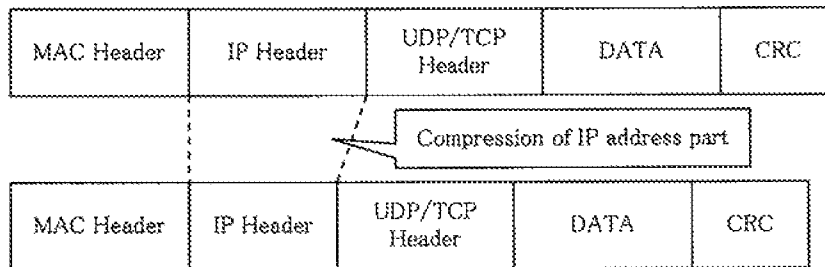 MAC Header
IP Header
UDP/TCP
Header
DATA
CRC
Compression of IP address part
MAC Header
IP Header
UDP/TCP
Header
DATA
CRC